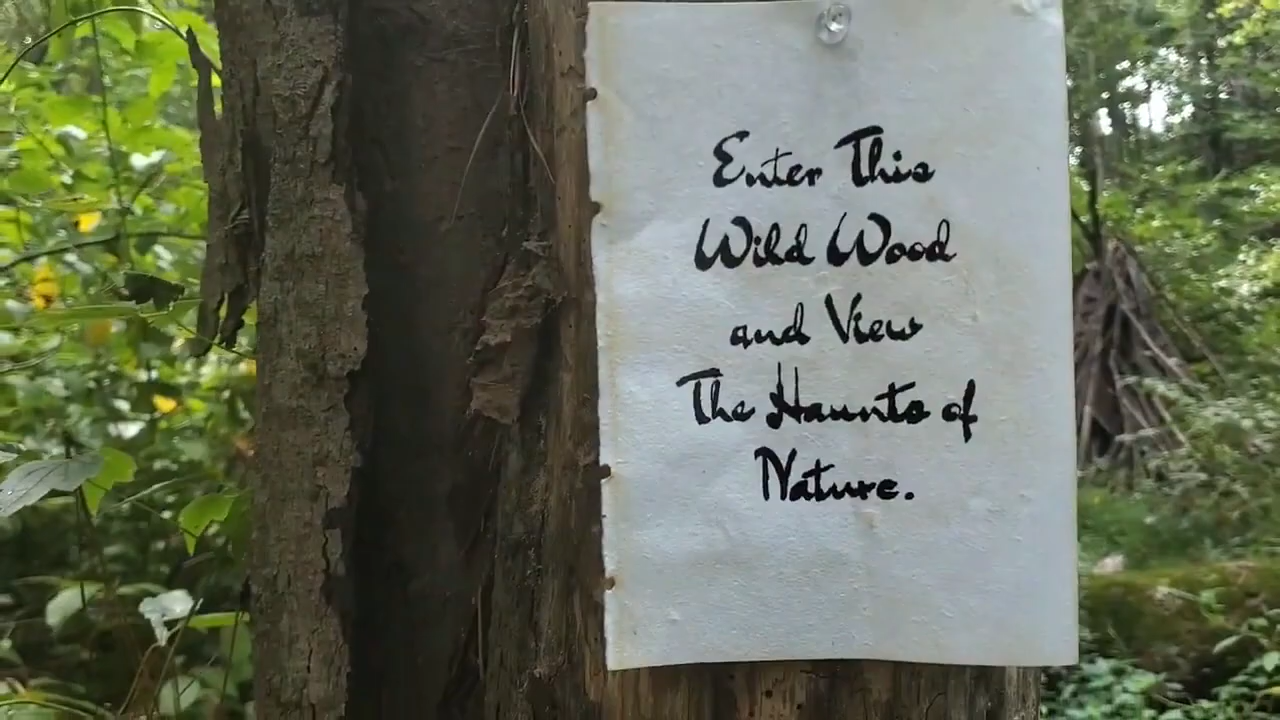 Enter This
Wild Wood
and View
The Haunts of
Nature.